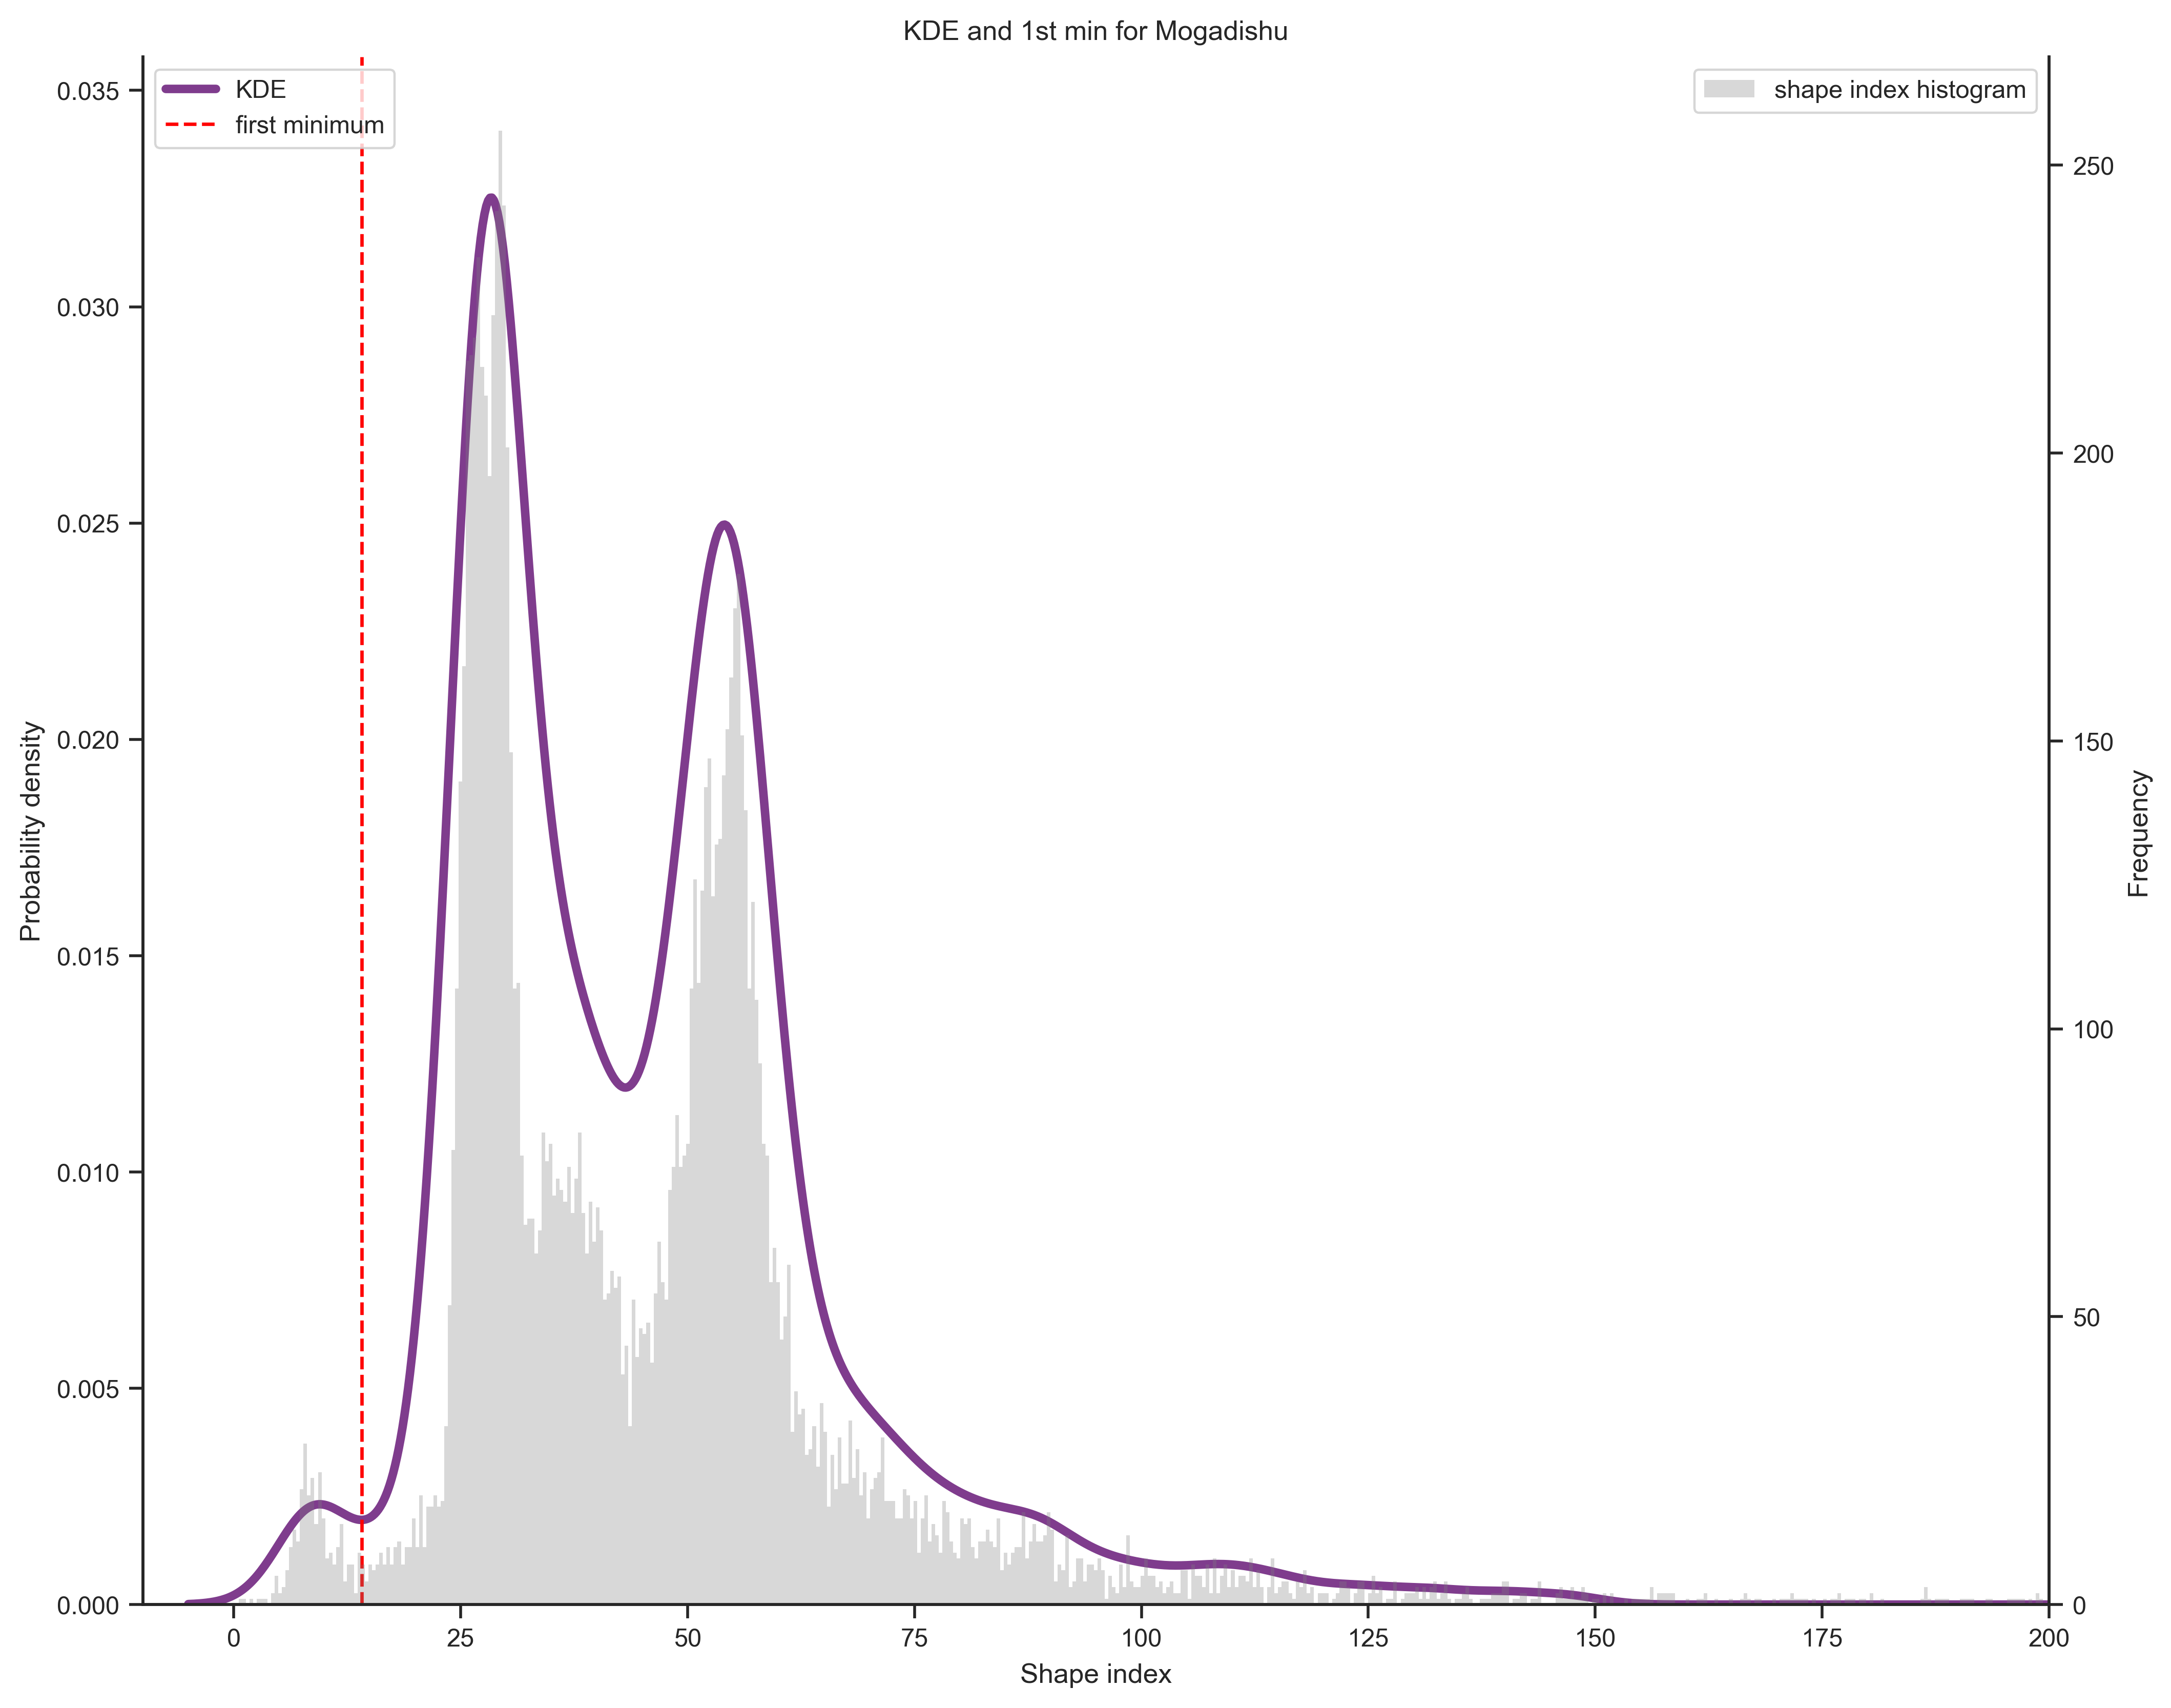 KDE and 1st min for Mogadishu
KDE
first minimum
shape index histogram
0.035
0.030
0.025
0.020
0.015
0.010
0.005
0.000
Probability density
250
200
150
100
50
0
Frequency
0 25 50 75 100 125 150 175 200
Shape index